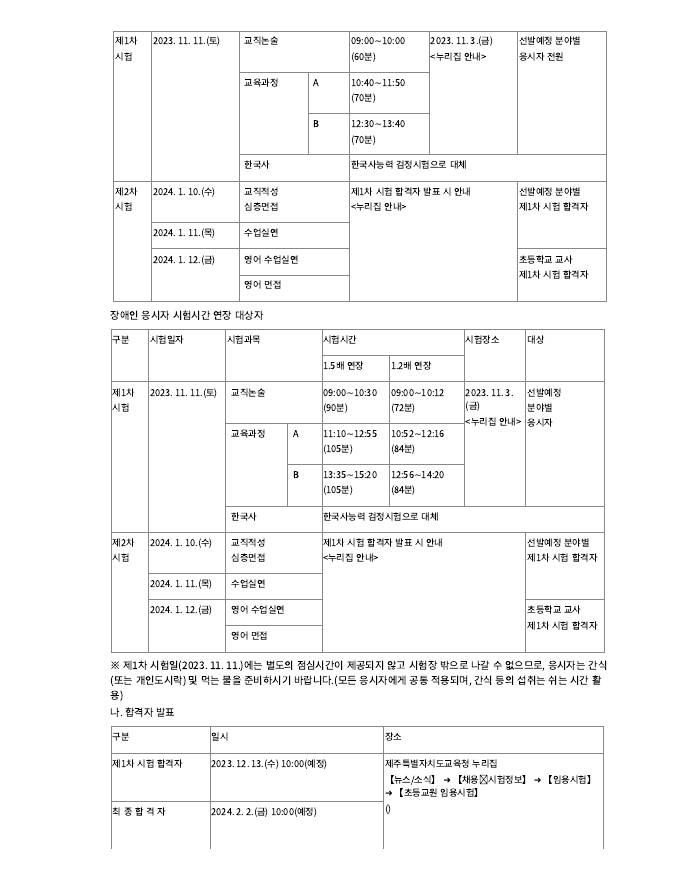 제1차 시험
2023. 11. 11.(토)
교직논술
09:00~10:00
(60분)
2023. 11.3.(금)
<누리집 안내>
선발예정 분야별
응시자 전원
교육과정
A
10:40~11:50
(70분)
B
12:30~13:40
(70분)
한국사
한국사능력 검정시험으로 대체
제2차 시험
2024. 1. 10.(수)
교직적성
심층면접
제1차 시험 합격자 발표 시 안내
<누리집 안내>
선발예정 분야별
제1차 시험 합격자
2024. 1. 11.(목)
수업실연
2024. 1. 12.(금)
영어 수업실연
초등학교 교사
제1차 시험 합격자
영어 면접
장애인 응시자 시험시간 연장 대상자
구분
시험일자
시험과목
시험시간
시험장소
대상
1.5배 연장
1.2배 연장
제1차 시험
2023. 11. 11.(토)
교직논술
09:00~10:30
(90분)
09:00~10:12
(72분)
2023. 11. 3.
(금)
<누리집 안내>
선발예정
분야별
응시자
교육과정
A
11:10~12:55
(105분)
10:52~12:16
(84분)
B
13:35~15:20
(105분)
12:56~14:20
(84분)
한국사
한국사능력 검정시험으로 대체
제2차 시험
2024. 1. 10.(수)
교직적성
심층면접
제1차 시험 합격자 발표 시 안내
<누리집 안내>
선발예정 분야별
제1차 시험 합격자
2024. 1. 11.(목)
수업실연
2024. 1. 12.(금)
영어 수업실연
초등학교 교사
제1차 시험 합격자
영어 면접
※ 제1차 시험일(2023. 11. 11.)에는 별도의 점심시간이 제공되지 않고 시험장 밖으로 나갈 수 없으므로, 응시자는 간식
(또는 개인도시락) 및 먹는 물을 준비하시기 바랍니다.(모든 응시자에게 공통 적용되며, 간식 등의 섭취는 쉬는 시간 활
용)
나. 합격자 발표
구분
일시
장소
제1차 시험 합격자
2023. 12. 13.(수) 10:00(예정)
제주특별자치도교육청 누리집
【뉴스/소식】 → 【채용시험정보】 → 【임용시험】
→ 【초등교원 임용시험】
()
최 종 합 격 자
2024. 2. 2.(금) 10:00(예정)